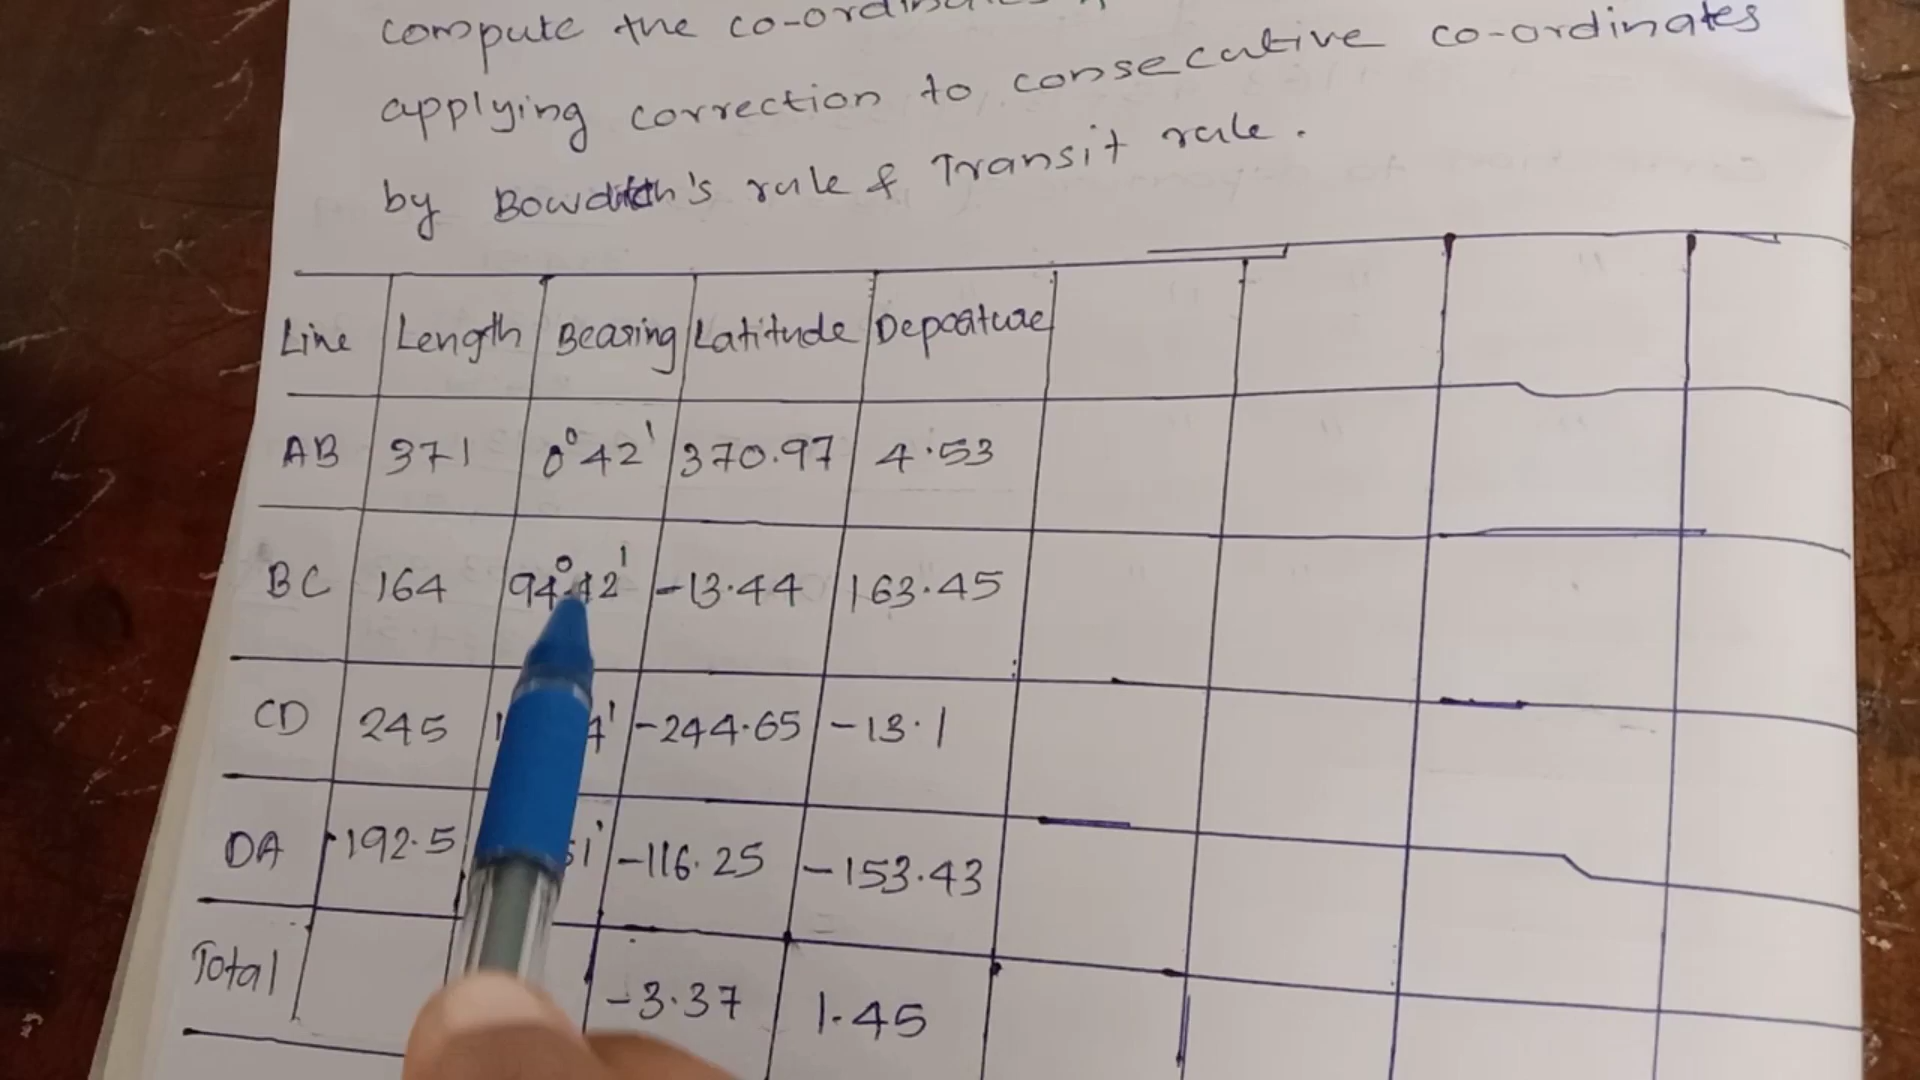 compute the
applying correction to consecutive co-ordinates
by Bowditch's rule & Transit rule.
Line Length Bearing Latitude Departure
AB 371 0°42' 370.97 4.53
BC 164 94°42' -13.44 163.45
CD 245 -244.65 -13.1
DA 192.5 -116.25 -153.43
Total -3.37 1.45